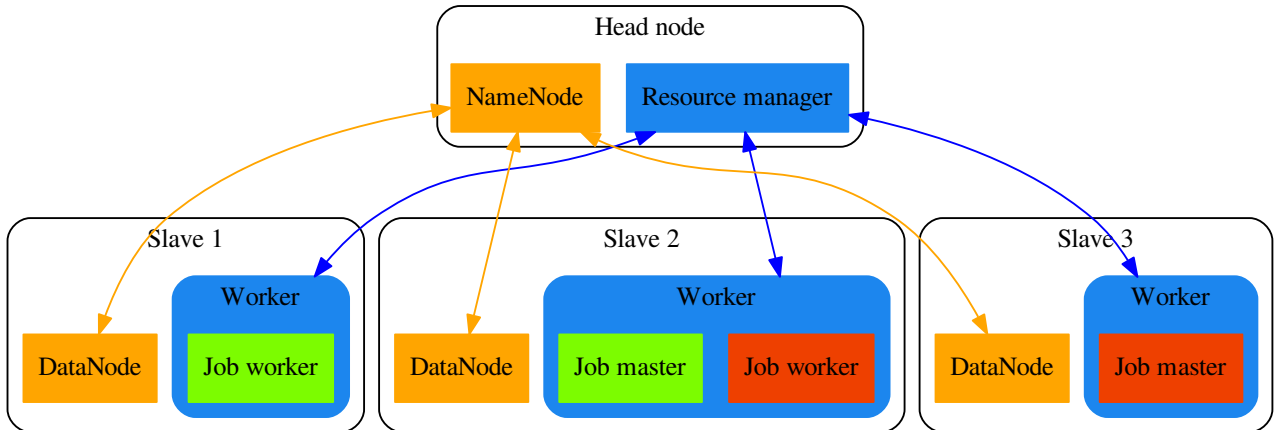 Head node
NameNode
Resource manager
Slave 1
Worker
DataNode
Job worker
Slave 2
Worker
DataNode
Job master
Job worker
Slave 3
Worker
DataNode
Job master